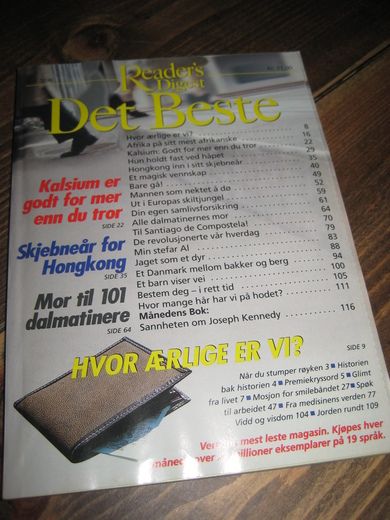 Reader's
Digest
Det Beste
Hvor ærlige er vi? 8
Afrika på sitt mest afrikanske 16
Kalsium: Godt for mer enn du tror 22
Hun holdt fast ved håpet 29
Hongkong inn i sitt skjebneår 35
Et magisk vennskap 40
Bare gå! 49
Mannen som nektet å dø 52
Ut i Europas skiltjungel 59
Din egen samlivsforsikring 61
Alle dalmatinernes mor 64
Til Santiago de Compostela! 70
De revolusjonerte vår hverdag 79
Min stefar Al 83
Jaget som et dyr 88
Et Danmark mellom bakker og berg 94
Et barn viser vei 100
Bestem deg – i rett tid 105
Hvor mange hår har vi på hodet? 111
Månedens Bok:
Sannheten om Joseph Kennedy 116
Kalsium er
godt for mer
enn du tror
SIDE 22
Skjebneår for
Hongkong
SIDE 35
Mor til 101
dalmatinere
SIDE 64
HVOR ÆRLIGE ER VI?
SIDE 9
Når du stumper røyken 3 ■ Historien
bak historien 4 ■ Premiekryssord 5 ■ Glimt
fra livet 7 ■ Mosjon for smilebåndet 27 ■ Spøk
til arbeidet 47 ■ Fra medisinens verden 77
Vidd og visdom 104 ■ Jorden rundt 109
mest leste magasin. Kjøpes hver
måned eksemplarer på 19 språk.